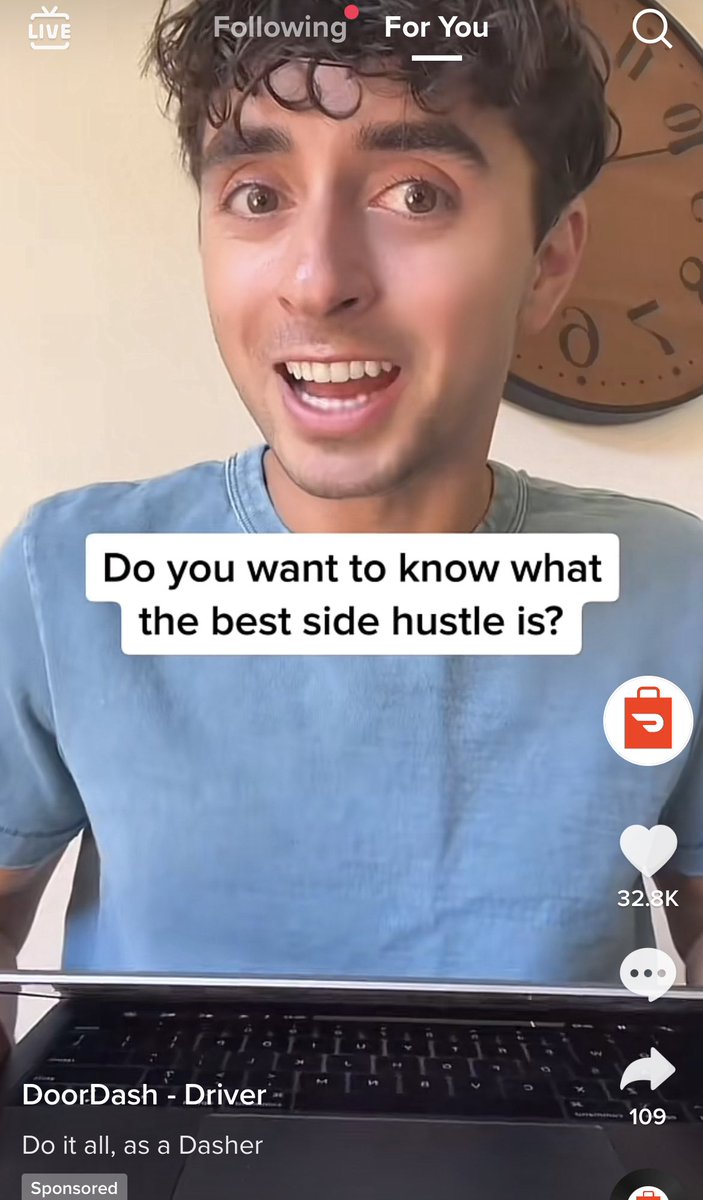 LIVE
Following
For You
Do you want to know what
the best side hustle is?
32.8K
109
DoorDash - Driver
Do it all, as a Dasher
Sponsored